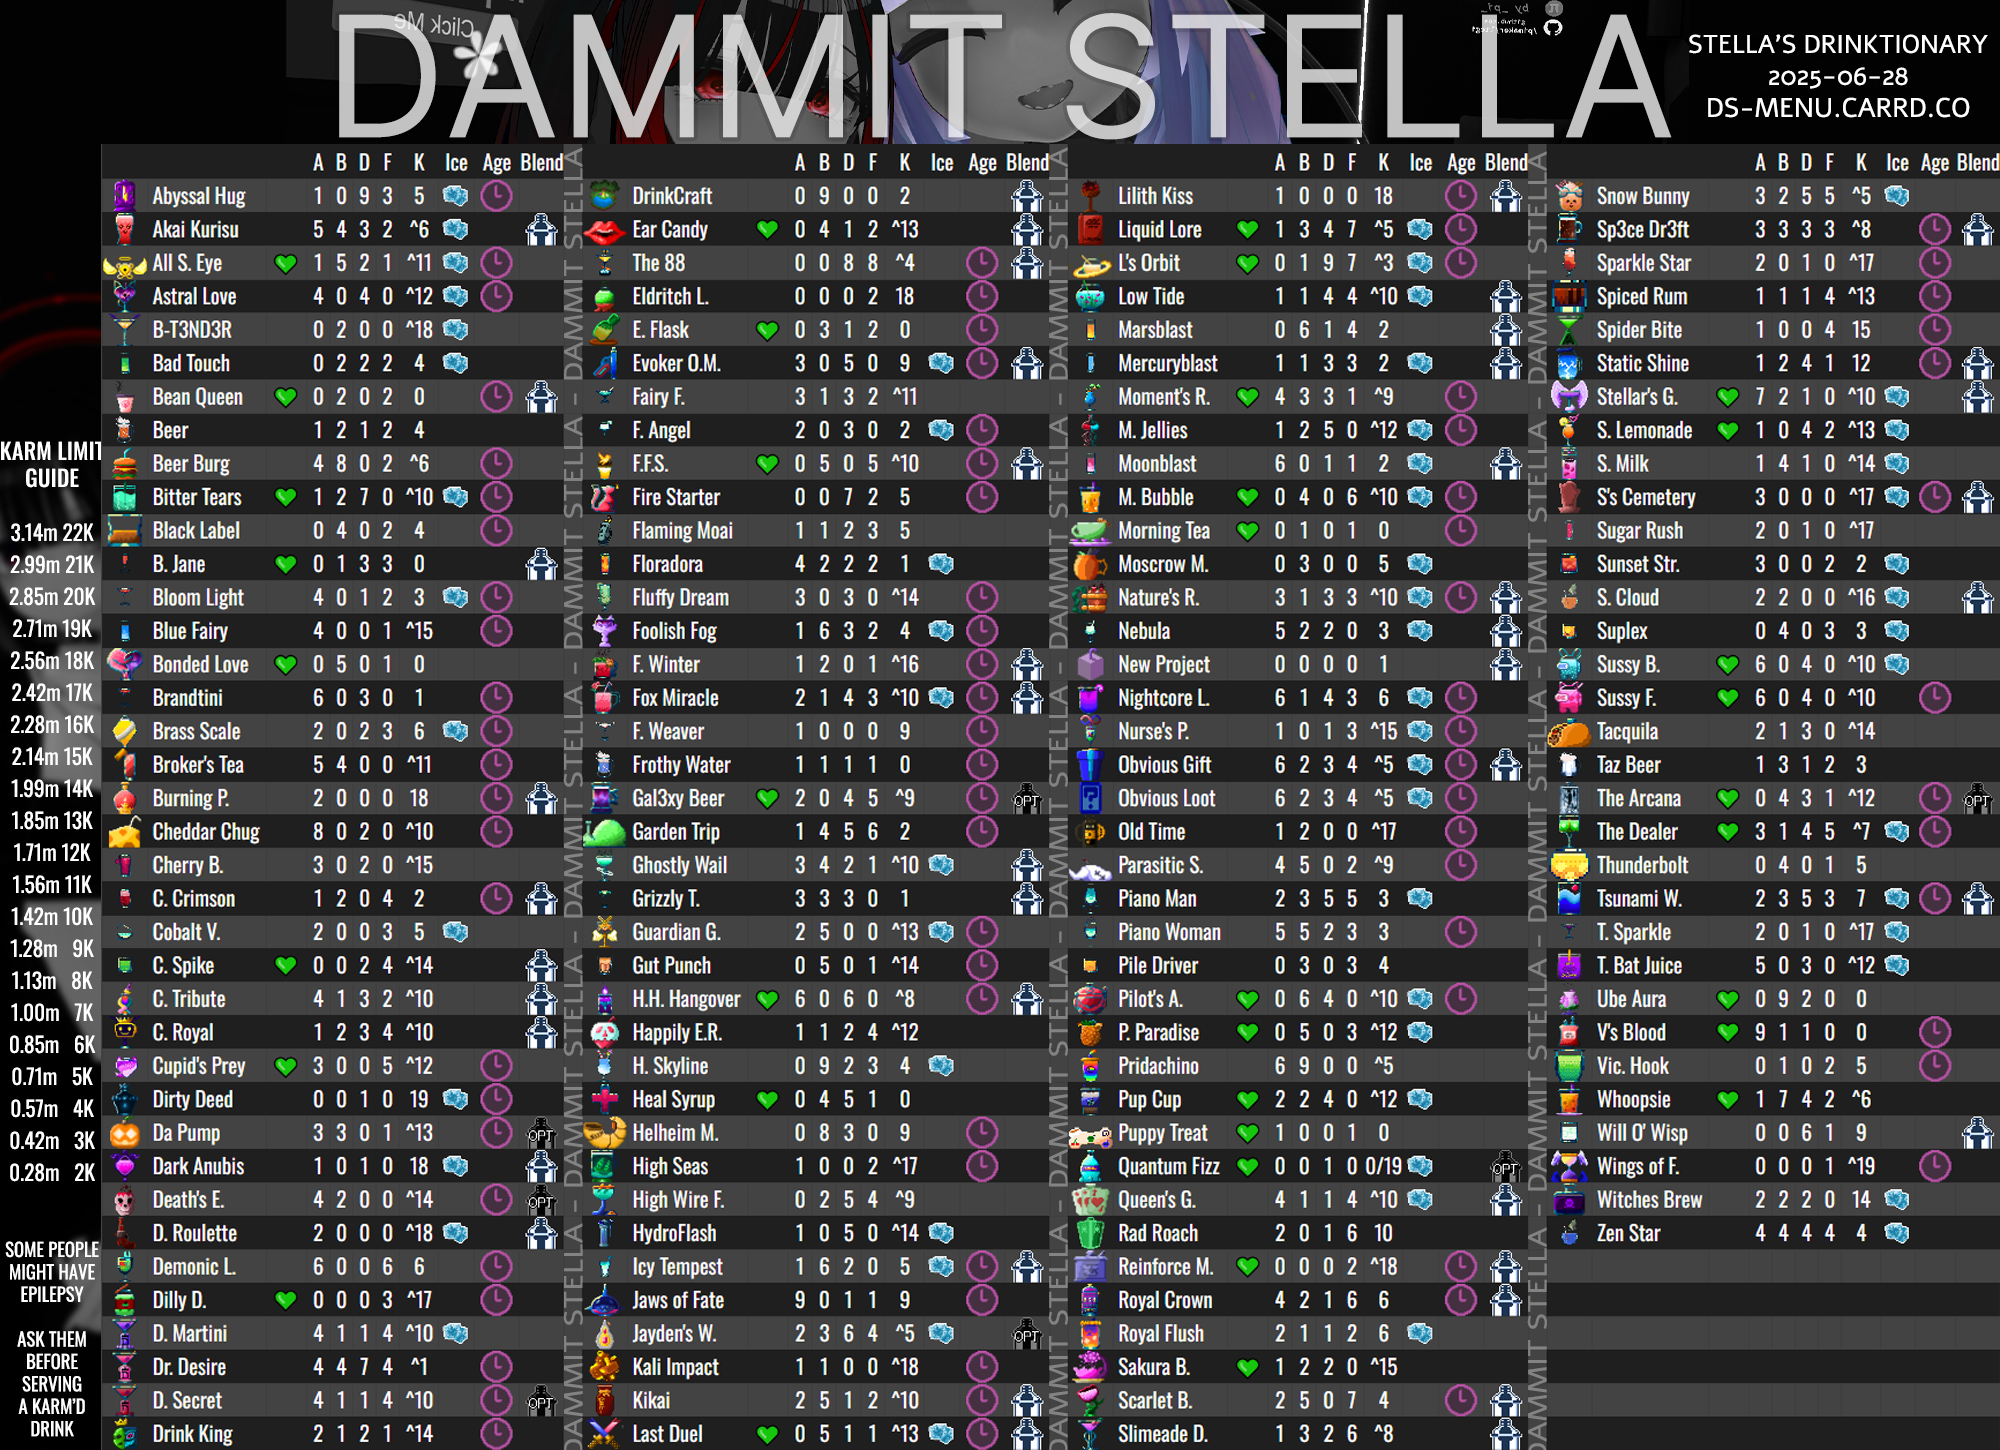 DAMMIT STELLA
Click Me
STELLA'S DRINKTIONARY
2025-06-28
DS-MENU.CARRD.CO
KARM LIMIT
GUIDE
3.14m 22K
2.99m 21K
2.85m 20K
2.71m 19K
2.56m 18K
2.42m 17K
2.28m 16K
2.14m 15K
1.99m 14K
1.85m 13K
1.71m 12K
1.56m 11K
1.42m 10K
1.28m 9K
1.13m 8K
1.00m 7K
0.85m 6K
0.71m 5K
0.57m 4K
0.42m 3K
0.28m 2K
SOME PEOPLE
MIGHT HAVE
EPILEPSY
ASK THEM
BEFORE
SERVING
A KARM'D
DRINK
A B D F K Ice Age Blend
Abyssal Hug 1 0 9 3 5
Akai Kurisu 5 4 3 2 ^6
All S. Eye 1 5 2 1 ^11
Astral Love 4 0 4 0 ^12
B-T3ND3R 0 2 0 0 ^18
Bad Touch 0 2 2 2 4
Bean Queen 0 2 0 2 0
Beer 1 2 1 2 4
Beer Burg 4 8 0 2 ^6
Bitter Tears 1 2 7 0 ^10
Black Label 0 4 0 2 4
B. Jane 0 1 3 3 0
Bloom Light 4 0 1 2 3
Blue Fairy 4 0 0 1 ^15
Bonded Love 0 5 0 1 0
Brandtini 6 0 3 0 1
Brass Scale 2 0 2 3 6
Broker's Tea 5 4 0 0 ^11
Burning P. 2 0 0 0 18
Cheddar Chug 8 0 2 0 ^10
Cherry B. 3 0 2 0 ^15
C. Crimson 1 2 0 4 2
Cobalt V. 2 0 0 3 5
C. Spike 0 0 2 4 ^14
C. Tribute 4 1 3 2 ^10
C. Royal 1 2 3 4 ^10
Cupid's Prey 3 0 0 5 ^12
Dirty Deed 0 0 1 0 19
Da Pump 3 3 0 1 ^13 OPT
Dark Anubis 1 0 1 0 18
Death's E. 4 2 0 0 ^14 OPT
D. Roulette 2 0 0 0 ^18
Demonic L. 6 0 0 6 6
Dilly D. 0 0 0 3 ^17
D. Martini 4 1 1 4 ^10
Dr. Desire 4 4 7 4 ^1
D. Secret 4 1 1 4 ^10 OPT
Drink King 2 1 2 1 ^14
DAMMIT STELLA - DAMMIT STELLA - DAMMIT STELLA - DAMMIT STELLA
A B D F K Ice Age Blend
DrinkCraft 0 9 0 0 2
Ear Candy 0 4 1 2 ^13
The 88 0 0 8 8 ^4
Eldritch L. 0 0 0 2 18
E. Flask 0 3 1 2 0
Evoker O.M. 3 0 5 0 9
Fairy F. 3 1 3 2 ^11
F. Angel 2 0 3 0 2
F.F.S. 0 5 0 5 ^10
Fire Starter 0 0 7 2 5
Flaming Moai 1 1 2 3 5
Floradora 4 2 2 2 1
Fluffy Dream 3 0 3 0 ^14
Foolish Fog 1 6 3 2 4
F. Winter 1 2 0 1 ^16
Fox Miracle 2 1 4 3 ^10
F. Weaver 1 0 0 0 9
Frothy Water 1 1 1 1 0
Gal3xy Beer 2 0 4 5 ^9 OPT
Garden Trip 1 4 5 6 2
Ghostly Wail 3 4 2 1 ^10
Grizzly T. 3 3 3 0 1
Guardian G. 2 5 0 0 ^13
Gut Punch 0 5 0 1 ^14
H.H. Hangover 6 0 6 0 ^8
Happily E.R. 1 1 2 4 ^12
H. Skyline 0 9 2 3 4
Heal Syrup 0 4 5 1 0
Helheim M. 0 8 3 0 9
High Seas 1 0 0 2 ^17
High Wire F. 0 2 5 4 ^9
HydroFlash 1 0 5 0 ^14
Icy Tempest 1 6 2 0 5
Jaws of Fate 9 0 1 1 9
Jayden's W. 2 3 6 4 ^5 OPT
Kali Impact 1 1 0 0 ^18
Kikai 2 5 1 2 ^10
Last Duel 0 5 1 1 ^13
DAMMIT STELLA - DAMMIT STELLA - DAMMIT STELLA - DAMMIT STELLA
A B D F K Ice Age Blend
Lilith Kiss 1 0 0 0 18
Liquid Lore 1 3 4 7 ^5
L's Orbit 0 1 9 7 ^3
Low Tide 1 1 4 4 ^10
Marsblast 0 6 1 4 2
Mercuryblast 1 1 3 3 2
Moment's R. 4 3 3 1 ^9
M. Jellies 1 2 5 0 ^12
Moonblast 6 0 1 1 2
M. Bubble 0 4 0 6 ^10
Morning Tea 0 1 0 1 0
Moscrow M. 0 3 0 0 5
Nature's R. 3 1 3 3 ^10
Nebula 5 2 2 0 3
New Project 0 0 0 0 1
Nightcore L. 6 1 4 3 6
Nurse's P. 1 0 1 3 ^15
Obvious Gift 6 2 3 4 ^5
Obvious Loot 6 2 3 4 ^5
Old Time 1 2 0 0 ^17
Parasitic S. 4 5 0 2 ^9
Piano Man 2 3 5 5 3
Piano Woman 5 5 2 3 3
Pile Driver 0 3 0 3 4
Pilot's A. 0 6 4 0 ^10
P. Paradise 0 5 0 3 ^12
Pridachino 6 9 0 0 ^5
Pup Cup 2 2 4 0 ^12
Puppy Treat 1 0 0 1 0
Quantum Fizz 0 0 1 0 0/19 OPT
Queen's G. 4 1 1 4 ^10
Rad Roach 2 0 1 6 10
Reinforce M. 0 0 0 2 ^18
Royal Crown 4 2 1 6 6
Royal Flush 2 1 1 2 6
Sakura B. 1 2 2 0 ^15
Scarlet B. 2 5 0 7 4
Slimeade D. 1 3 2 6 ^8
DAMMIT STELLA - DAMMIT STELLA - DAMMIT STELLA - DAMMIT STELLA
A B D F K Ice Age Blend
Snow Bunny 3 2 5 5 ^5
Sp3ce Dr3ft 3 3 3 3 ^8
Sparkle Star 2 0 1 0 ^17
Spiced Rum 1 1 1 4 ^13
Spider Bite 1 0 0 4 15
Static Shine 1 2 4 1 12
Stellar's G. 7 2 1 0 ^10
S. Lemonade 1 0 4 2 ^13
S. Milk 1 4 1 0 ^14
S's Cemetery 3 0 0 0 ^17
Sugar Rush 2 0 1 0 ^17
Sunset Str. 3 0 0 2 2
S. Cloud 2 2 0 0 ^16
Suplex 0 4 0 3 3
Sussy B. 6 0 4 0 ^10
Sussy F. 6 0 4 0 ^10
Tacquila 2 1 3 0 ^14
Taz Beer 1 3 1 2 3
The Arcana 0 4 3 1 ^12 OPT
The Dealer 3 1 4 5 ^7
Thunderbolt 0 4 0 1 5
Tsunami W. 2 3 5 3 7
T. Sparkle 2 0 1 0 ^17
T. Bat Juice 5 0 3 0 ^12
Ube Aura 0 9 2 0 0
V's Blood 9 1 1 0 0
Vic. Hook 0 1 0 2 5
Whoopsie 1 7 4 2 ^6
Will O' Wisp 0 0 6 1 9
Wings of F. 0 0 0 1 ^19
Witches Brew 2 2 2 0 14
Zen Star 4 4 4 4 4